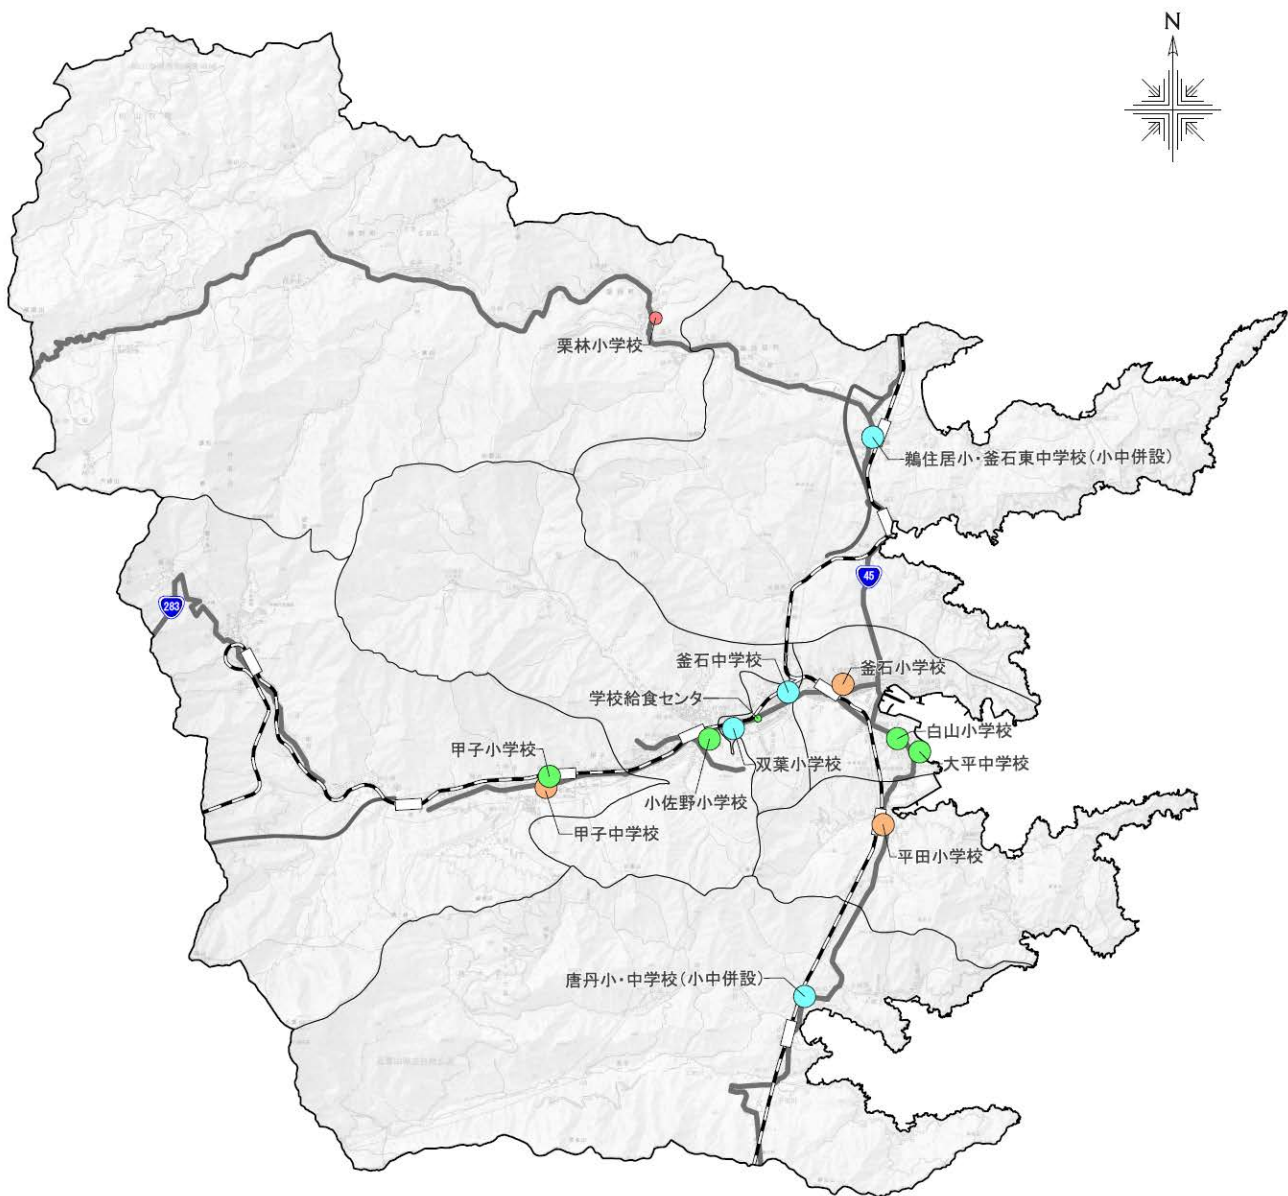 N
栗林小学校
鵜住居小・釜石東中学校(小中併設)
45
283
釜石中学校
釜石小学校
学校給食センター
白山小学校
甲子小学校
双葉小学校
大平中学校
小佐野小学校
甲子中学校
平田小学校
唐丹小・中学校(小中併設)